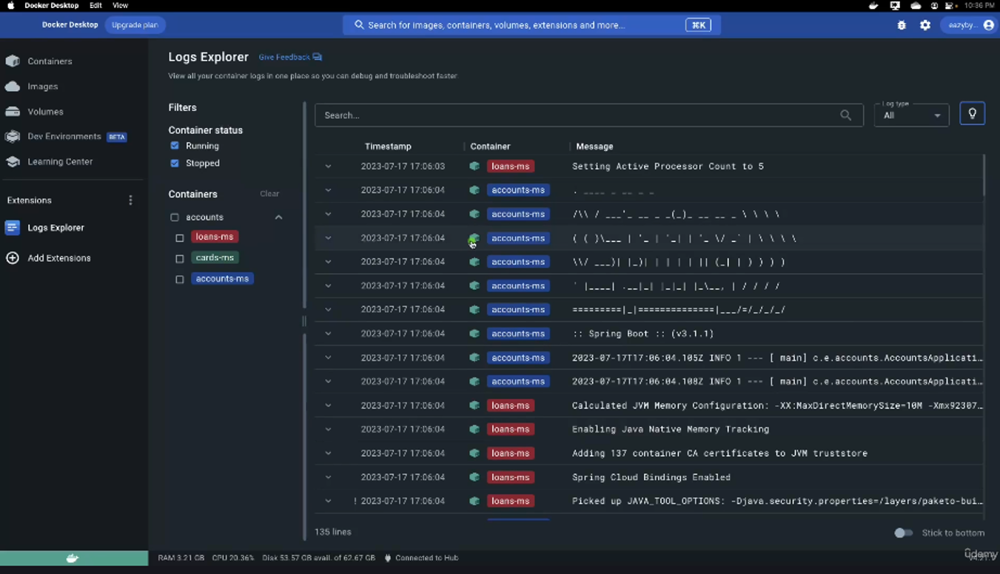 Docker Desktop Edit View 10:36 PM
Docker Desktop Upgrade plan Search for images, containers, volumes, extensions and more... ⌘K eazyby...
Containers
Images
Volumes
Dev Environments BETA
Learning Center
Extensions
Logs Explorer
Add Extensions
Logs Explorer Give Feedback
View all your container logs in one place so you can debug and troubleshoot faster
Filters
Container status
Running
Stopped
Containers Clear
accounts
loans-ms
cards-ms
accounts-ms
Search... Log type
All
Timestamp Container Message
2023-07-17 17:06:03 loans-ms Setting Active Processor Count to 5
2023-07-17 17:06:04 accounts-ms . ____ _ __ _ _
2023-07-17 17:06:04 accounts-ms /\\ / ___'_ __ _ _(_)_ __ __ _ \ \ \ \
2023-07-17 17:06:04 accounts-ms ( ( )\___ | '_ | '_| | '_ \/ _` | \ \ \ \
2023-07-17 17:06:04 accounts-ms \\/ ___)| |_)| | | | | || (_| | ) ) ) )
2023-07-17 17:06:04 accounts-ms ' |____| .__|_| |_|_| |_\__, | / / / /
2023-07-17 17:06:04 accounts-ms =========|_|==============|___/=/_/_/_/
2023-07-17 17:06:04 accounts-ms :: Spring Boot :: (v3.1.1)
2023-07-17 17:06:04 accounts-ms 2023-07-17T17:06:04.105Z INFO 1 --- [ main] c.e.accounts.AccountsApplicati...
2023-07-17 17:06:04 accounts-ms 2023-07-17T17:06:04.108Z INFO 1 --- [ main] c.e.accounts.AccountsApplicati...
2023-07-17 17:06:04 loans-ms Calculated JVM Memory Configuration: -XX:MaxDirectMemorySize=10M -Xmx92307...
2023-07-17 17:06:04 loans-ms Enabling Java Native Memory Tracking
2023-07-17 17:06:04 loans-ms Adding 137 container CA certificates to JVM truststore
2023-07-17 17:06:04 loans-ms Spring Cloud Bindings Enabled
! 2023-07-17 17:06:04 loans-ms Picked up JAVA_TOOL_OPTIONS: -Djava.security.properties=/layers/paketo-bui...
135 lines Stick to bottom
RAM 3.21 GB CPU 20.36% Disk 53.57 GB avail. of 62.67 GB Connected to Hub
udemy